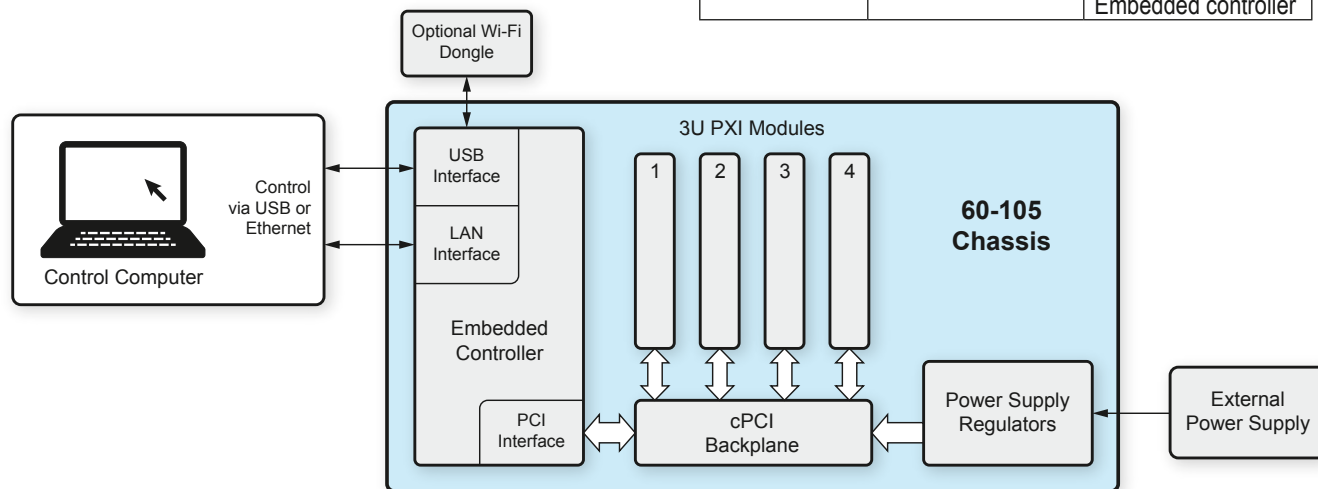 Embedded controller
Optional Wi-Fi
Dongle
3U PXI Modules
USB
Interface
1
2
3
4
Control
via USB or
Ethernet
60-105
Chassis
LAN
Interface
Control Computer
Embedded
Controller
PCI
Interface
cPCI
Backplane
Power Supply
Regulators
External
Power Supply